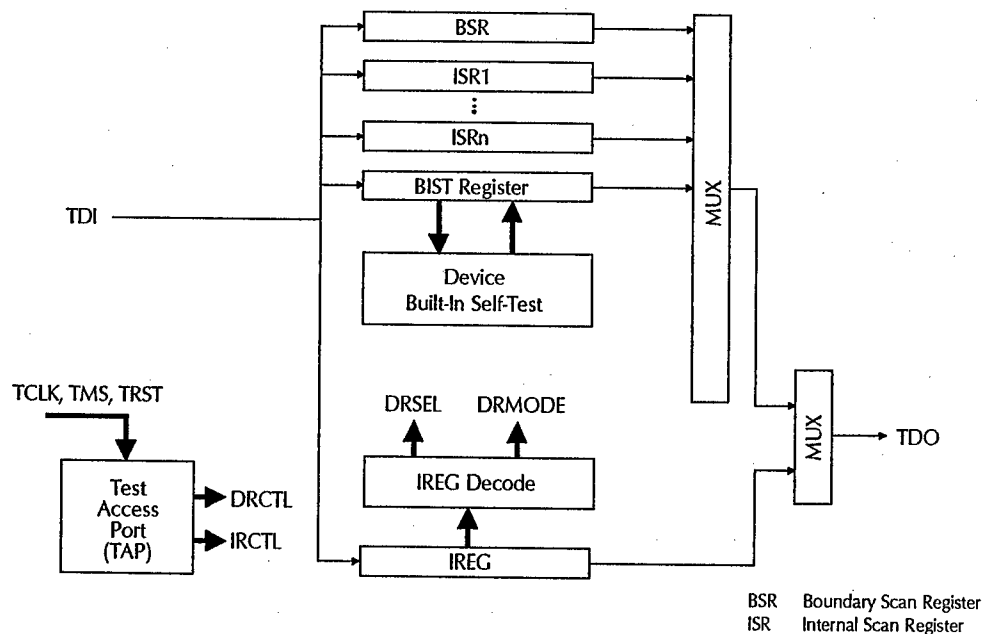 BSR
ISR1
ISRn
BIST Register
TDI
MUX
Device
Built-In Self-Test
TCLK, TMS, TRST
DRSEL
DRMODE
MUX
TDO
Test
Access
Port
(TAP)
DRCTL
IRCTL
IREG Decode
IREG
BSR Boundary Scan Register
ISR Internal Scan Register